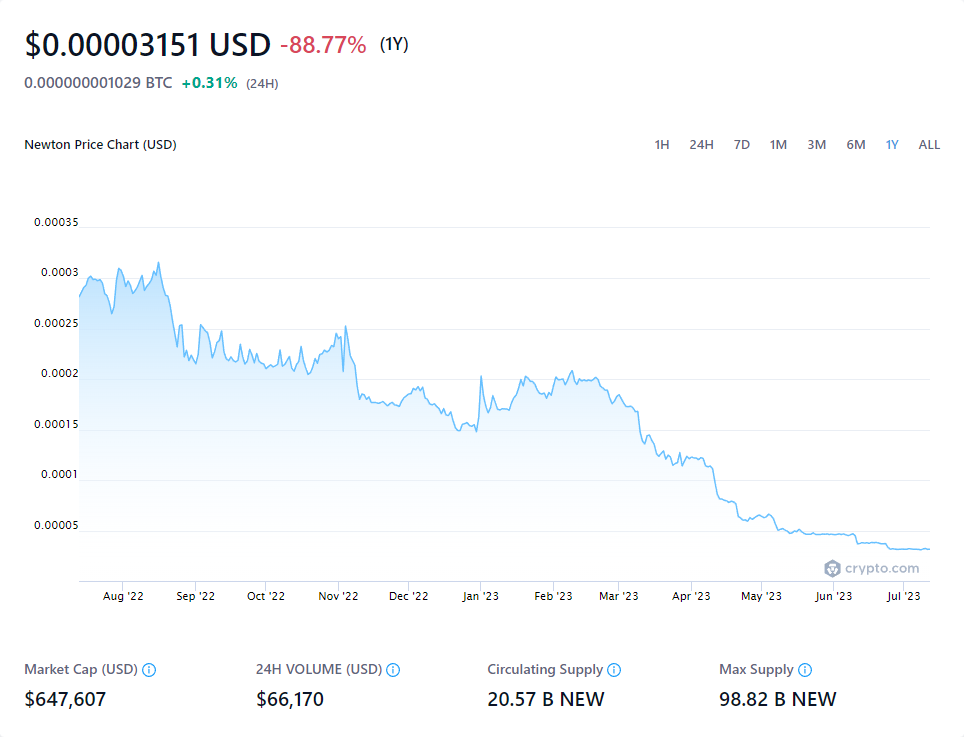 $0.00003151 USD -88.77% (1Y)
0.000000001029 BTC +0.31% (24H)
Newton Price Chart (USD) 1H 24H 7D 1M 3M 6M 1Y ALL
0.00035
0.0003
0.00025
0.0002
0.00015
0.0001
0.00005
crypto.com
Aug '22 Sep '22 Oct '22 Nov '22 Dec '22 Jan '23 Feb '23 Mar '23 Apr '23 May '23 Jun '23 Jul '23
Market Cap (USD) 24H VOLUME (USD) Circulating Supply Max Supply
$647,607 $66,170 20.57 B NEW 98.82 B NEW